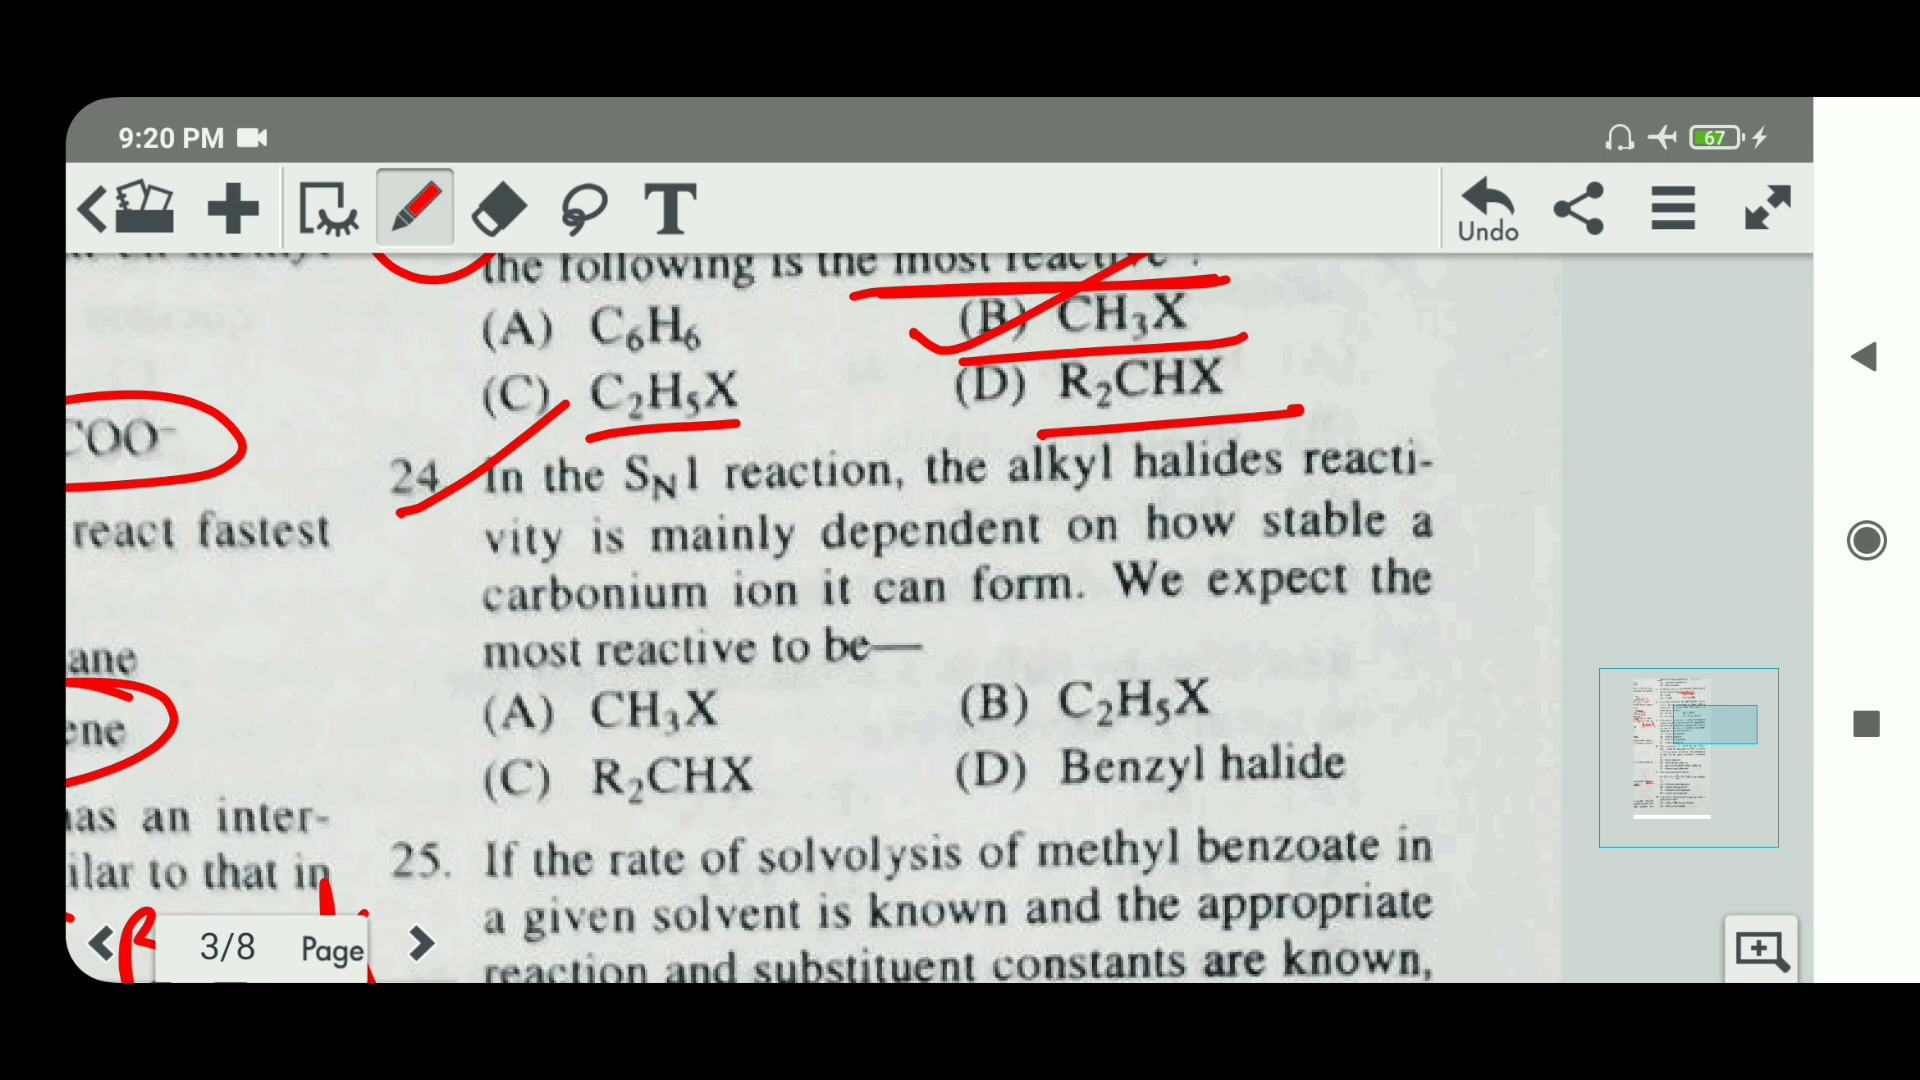 9:20 PM
67
Undo
the following is the most reactive ?
(A) C₆H₆ (B) CH₃X
(C) C₂H₅X (D) R₂CHX
24. In the SN1 reaction, the alkyl halides reacti-
vity is mainly dependent on how stable a
carbonium ion it can form. We expect the
most reactive to be—
(A) CH₃X (B) C₂H₅X
(C) R₂CHX (D) Benzyl halide
25. If the rate of solvolysis of methyl benzoate in
a given solvent is known and the appropriate
reaction and substituent constants are known,
COO⁻
react fastest
ane
ene
has an inter-
ilar to that in
3/8 Page